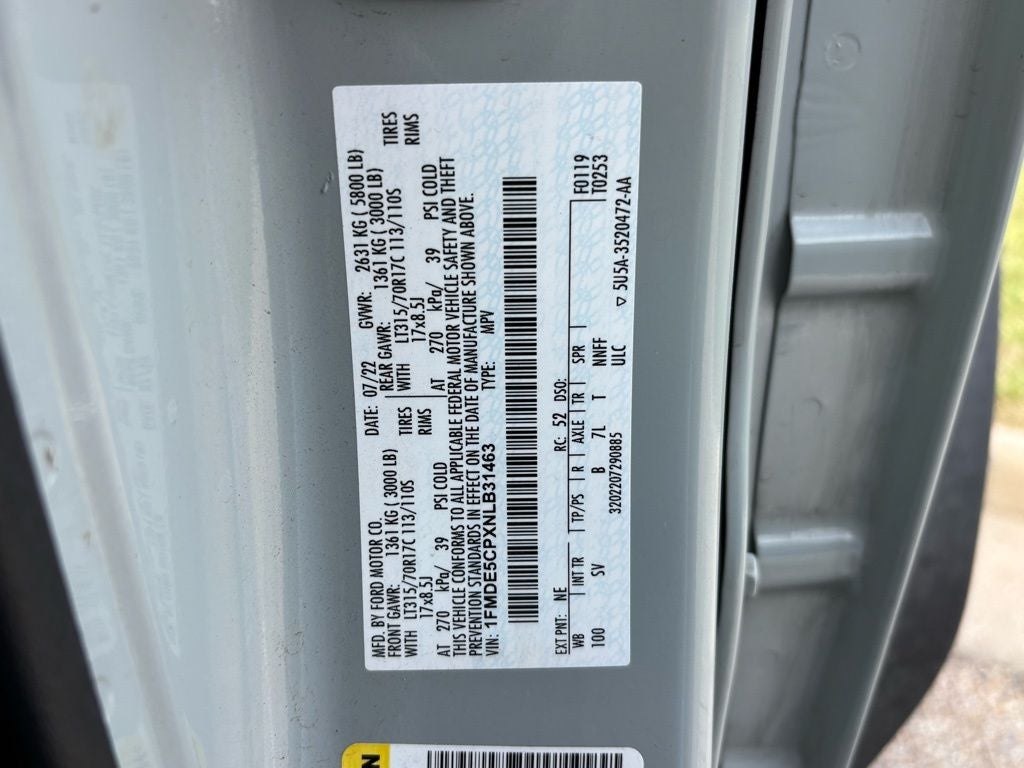 MFD. BY FORD MOTOR CO. DATE: 07/22 GVWR: 2631 KG ( 5800 LB)
FRONT GAWR: 1361 KG ( 3000 LB) REAR GAWR: 1361 KG ( 3000 LB)
WITH LT315/70R17C 113/110S TIRES WITH LT315/70R17C 113/110S TIRES
17x8.5J RIMS 17x8.5J RIMS
AT 270 kPa/ 39 PSI COLD AT 270 kPa/ 39 PSI COLD
THIS VEHICLE CONFORMS TO ALL APPLICABLE FEDERAL MOTOR VEHICLE SAFETY AND THEFT
PREVENTION STANDARDS IN EFFECT ON THE DATE OF MANUFACTURE SHOWN ABOVE.
VIN: 1FMDE5CPXNLB31463 TYPE: MPV
EXT PNT: NE RC: 52 DSO: F0119
WB INT TR TP/PS R AXLE TR SPR T0253
100 SV B 7L T NNFF
3202207290885 ULC ▽ 5U5A-3520472-AA